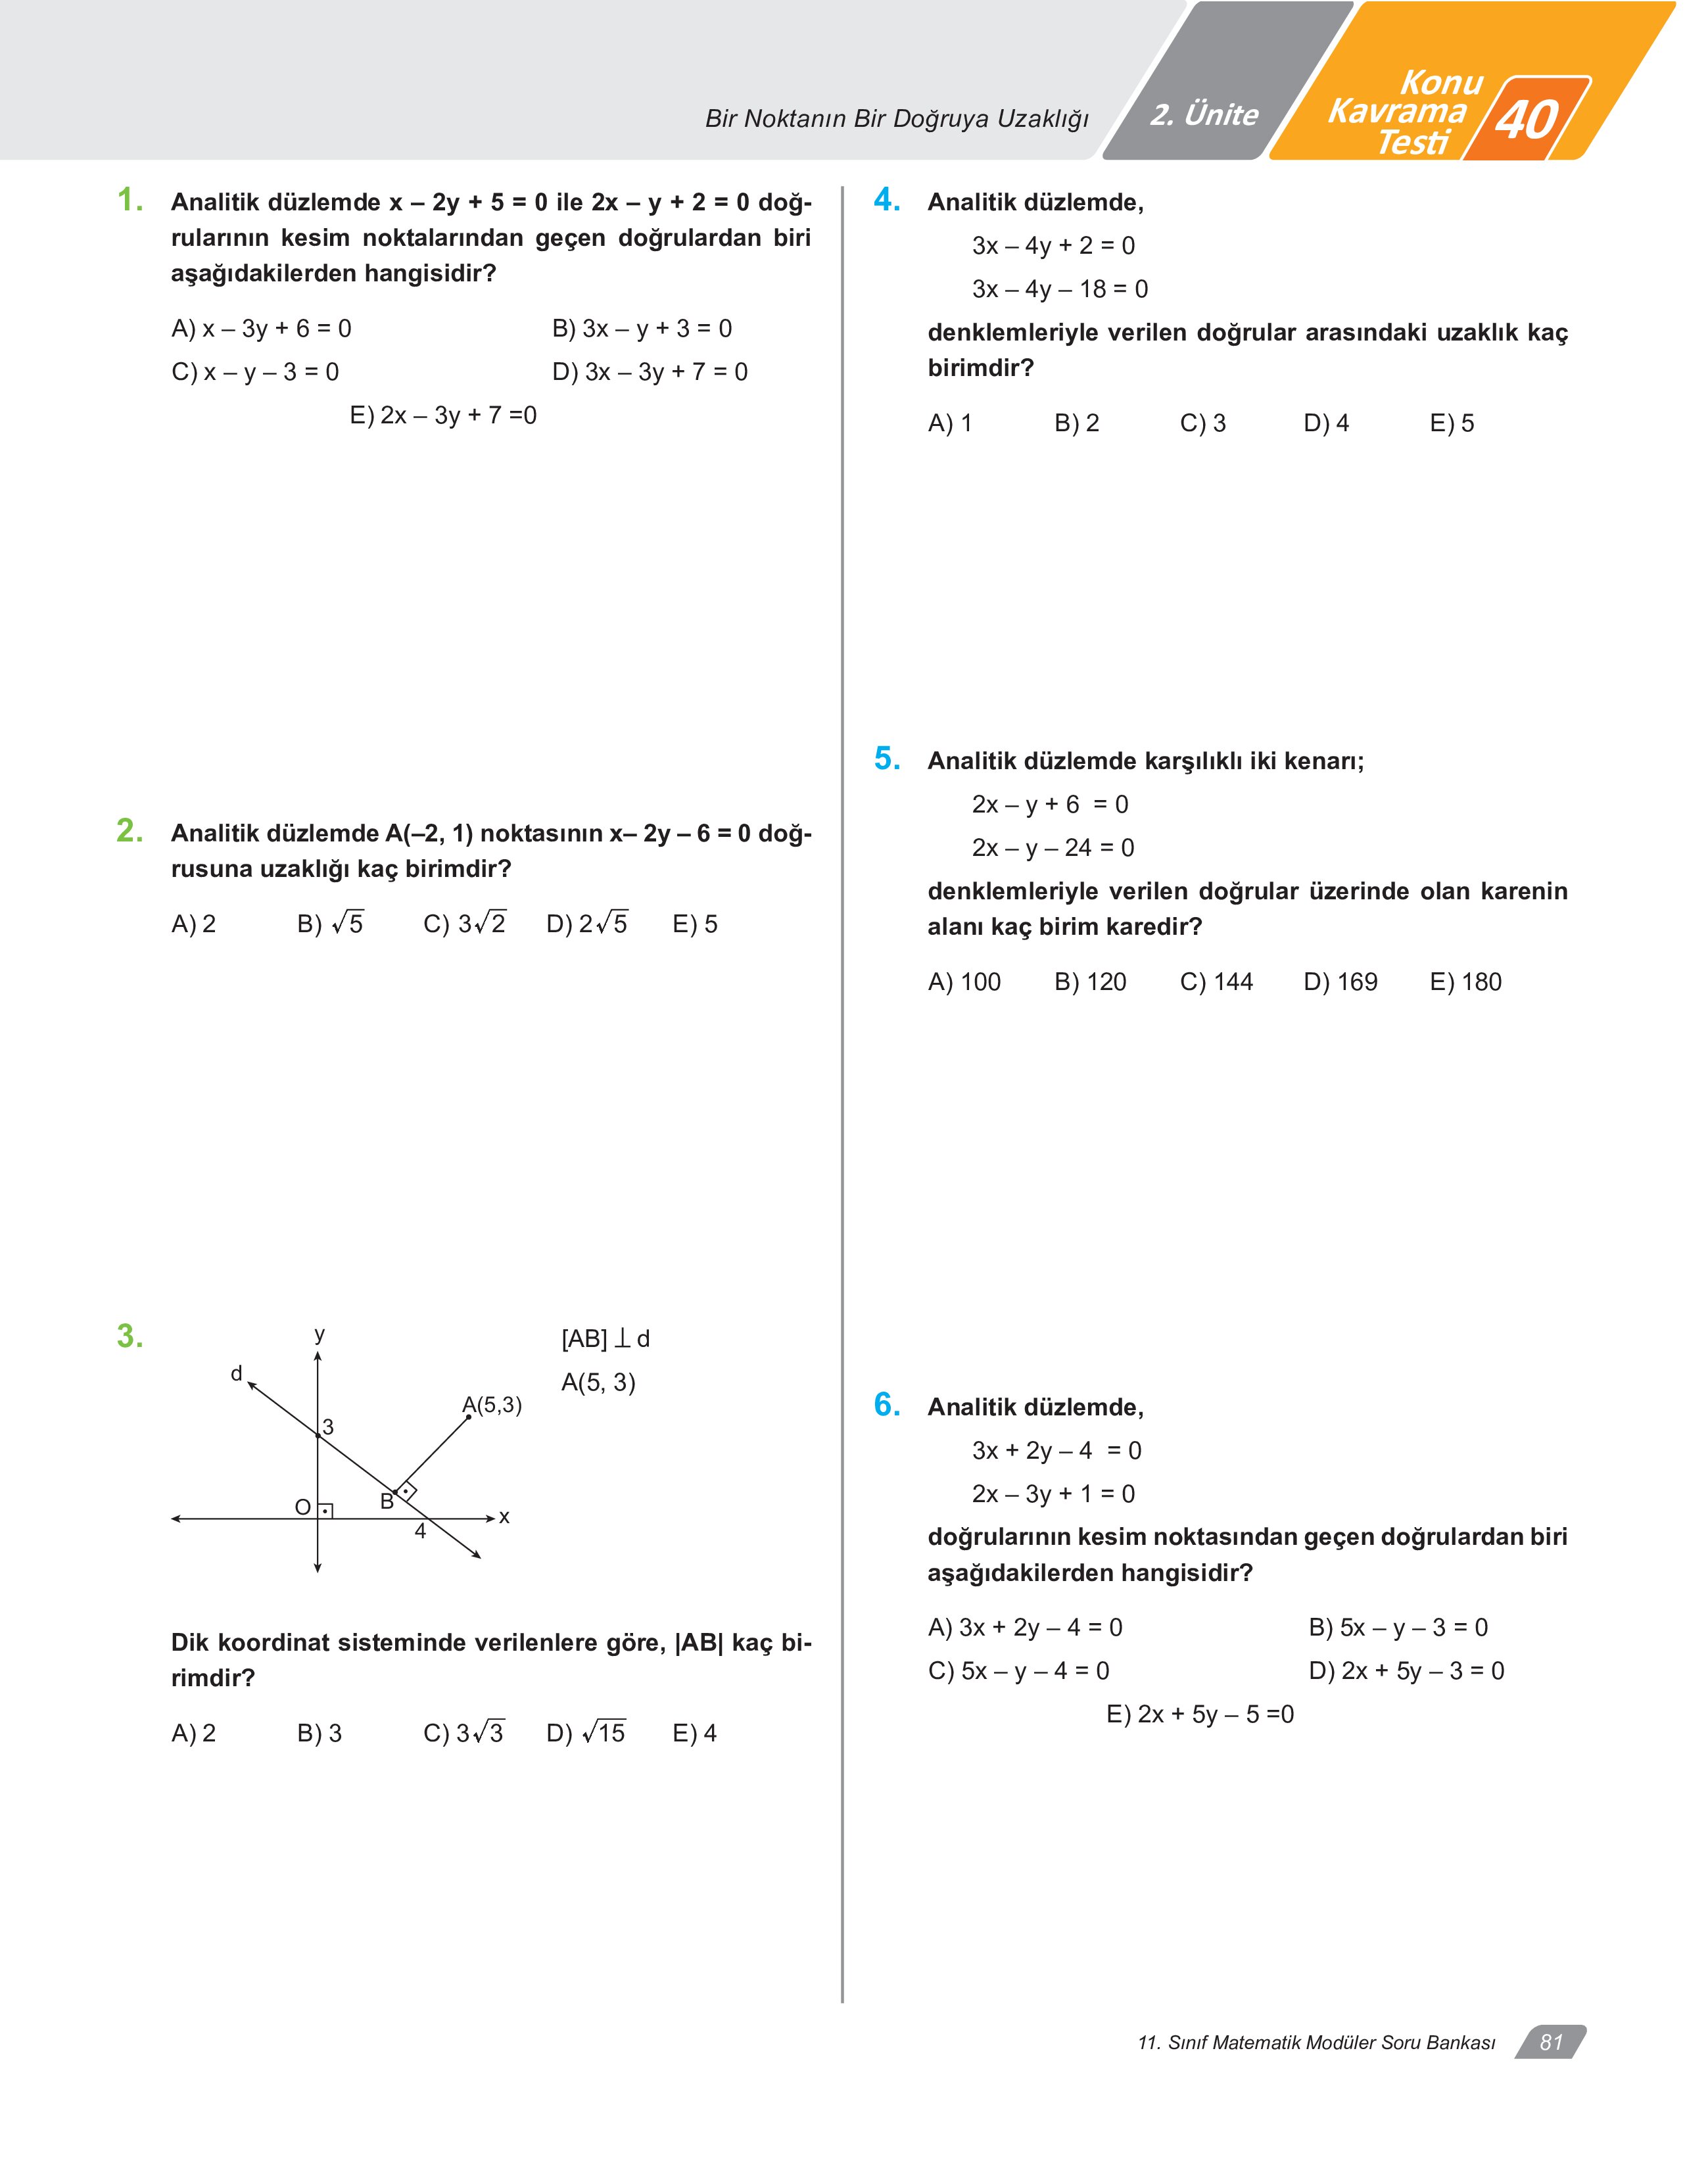 Bir Noktanın Bir Doğruya Uzaklığı
2. Ünite
Konu
Kavrama
Testi
40
1. Analitik düzlemde x – 2y + 5 = 0 ile 2x – y + 2 = 0 doğ-
rularının kesim noktalarından geçen doğrulardan biri
aşağıdakilerden hangisidir?
A) x – 3y + 6 = 0 B) 3x – y + 3 = 0
C) x – y – 3 = 0 D) 3x – 3y + 7 = 0
E) 2x – 3y + 7 =0
2. Analitik düzlemde A(–2, 1) noktasının x– 2y – 6 = 0 doğ-
rusuna uzaklığı kaç birimdir?
A) 2 B) √5 C) 3√2 D) 2√5 E) 5
3.
y
d
3
A(5,3)
O
B
4
x
[AB] ⊥ d
A(5, 3)
Dik koordinat sisteminde verilenlere göre, |AB| kaç bi-
rimdir?
A) 2 B) 3 C) 3√3 D) √15 E) 4
4. Analitik düzlemde,
3x – 4y + 2 = 0
3x – 4y – 18 = 0
denklemleriyle verilen doğrular arasındaki uzaklık kaç
birimdir?
A) 1 B) 2 C) 3 D) 4 E) 5
5. Analitik düzlemde karşılıklı iki kenarı;
2x – y + 6 = 0
2x – y – 24 = 0
denklemleriyle verilen doğrular üzerinde olan karenin
alanı kaç birim karedir?
A) 100 B) 120 C) 144 D) 169 E) 180
6. Analitik düzlemde,
3x + 2y – 4 = 0
2x – 3y + 1 = 0
doğrularının kesim noktasından geçen doğrulardan biri
aşağıdakilerden hangisidir?
A) 3x + 2y – 4 = 0 B) 5x – y – 3 = 0
C) 5x – y – 4 = 0 D) 2x + 5y – 3 = 0
E) 2x + 5y – 5 =0
11. Sınıf Matematik Modüler Soru Bankası 81